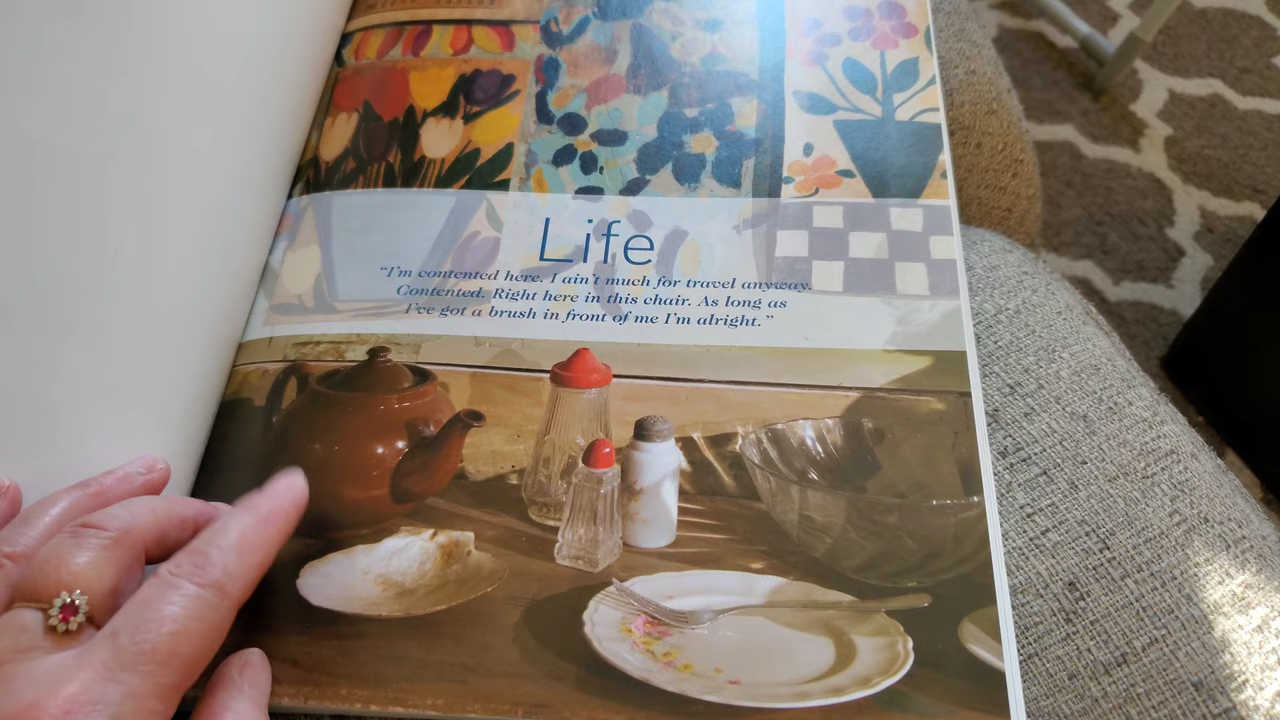 Life
“I'm contented here. I ain't much for travel anyway.
Contented. Right here in this chair. As long as
I've got a brush in front of me I'm alright.”